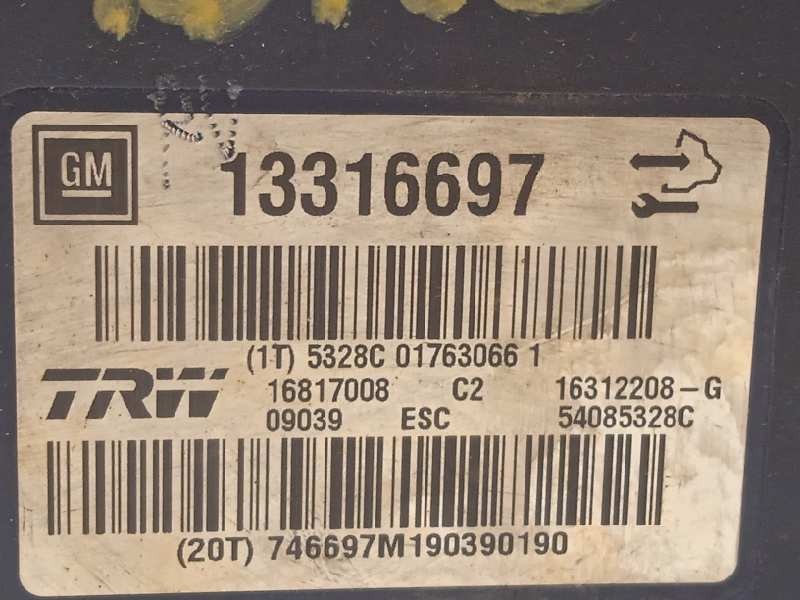 GM
13316697
(1T) 5328C 01763066 1
TRW
16817008 C2 16312208-G
09039 ESC 54085328C
(20T) 746697M190390190